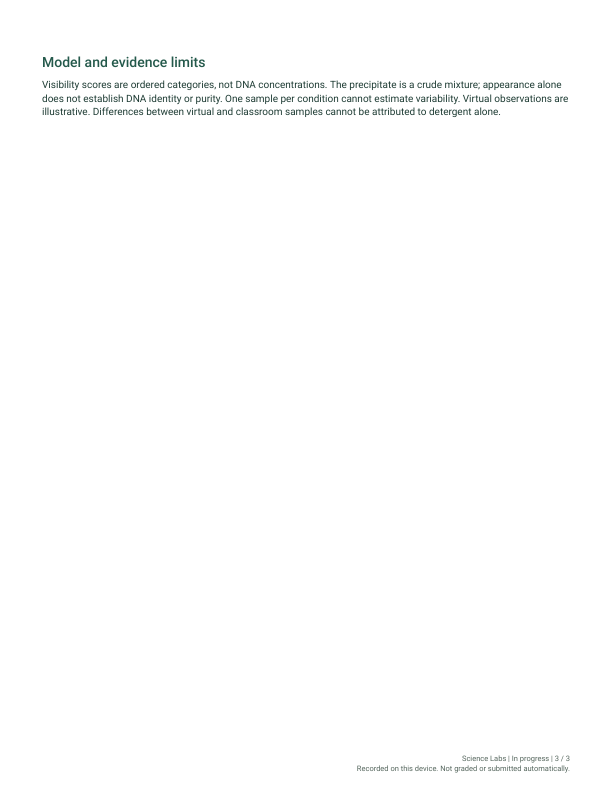 Model and evidence limits
Visibility scores are ordered categories, not DNA concentrations. The precipitate is a crude mixture; appearance alone
does not establish DNA identity or purity. One sample per condition cannot estimate variability. Virtual observations are
illustrative. Differences between virtual and classroom samples cannot be attributed to detergent alone.
Science Labs | In progress | 3 / 3
Recorded on this device. Not graded or submitted automatically.